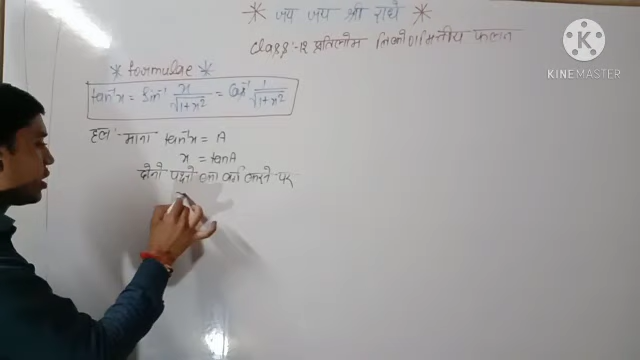 * जय जय श्री राधे *
Class:-12 प्रतिलोम त्रिकोणमितीय फलन
* formulae *
tan⁻¹x = Sin⁻¹ x/√1+x² = Cos⁻¹ 1/√1+x²
हल:- माना tan⁻¹x = A
x = tanA
दोनो पक्षो का वर्ग करने पर
KINEMASTER